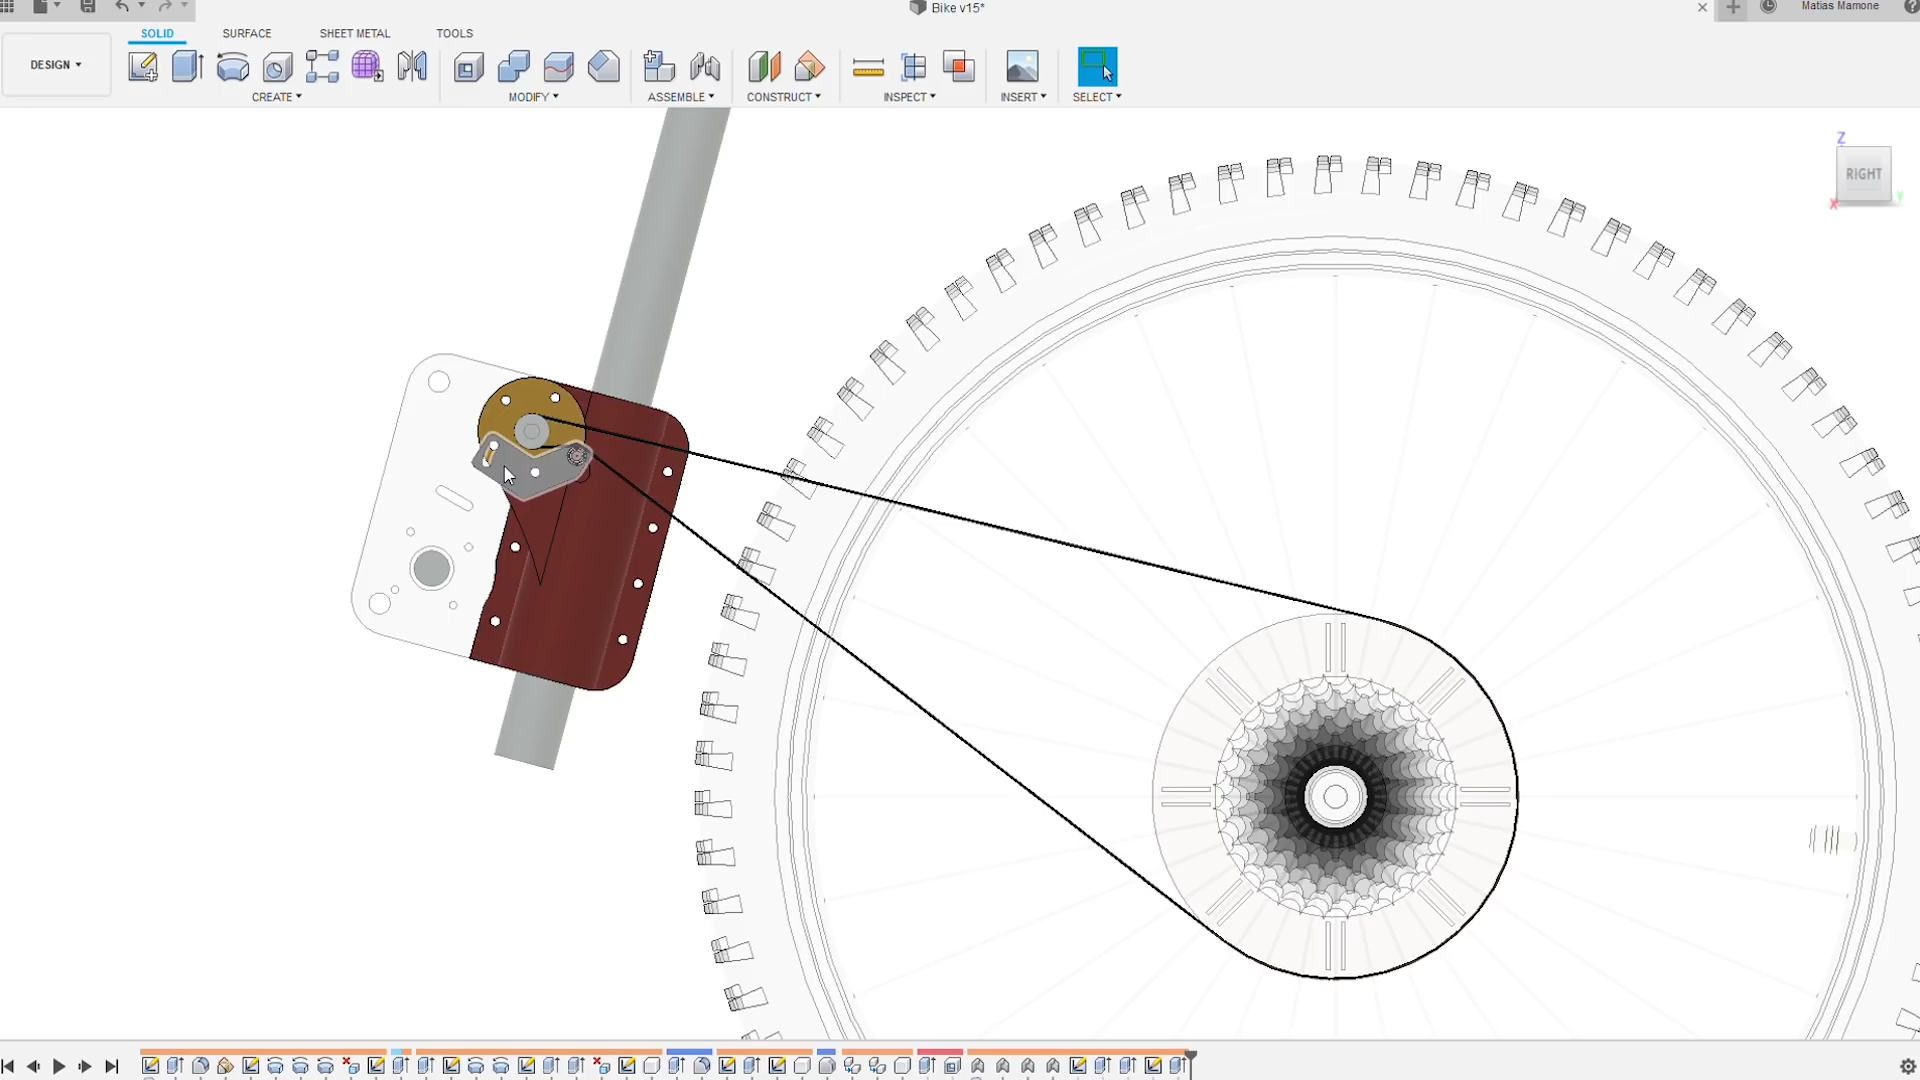 Bike v15*
Matias Mamone
DESIGN
SOLID
SURFACE
SHEET METAL
TOOLS
CREATE
MODIFY
ASSEMBLE
CONSTRUCT
INSPECT
INSERT
SELECT
Z
RIGHT
X
Y